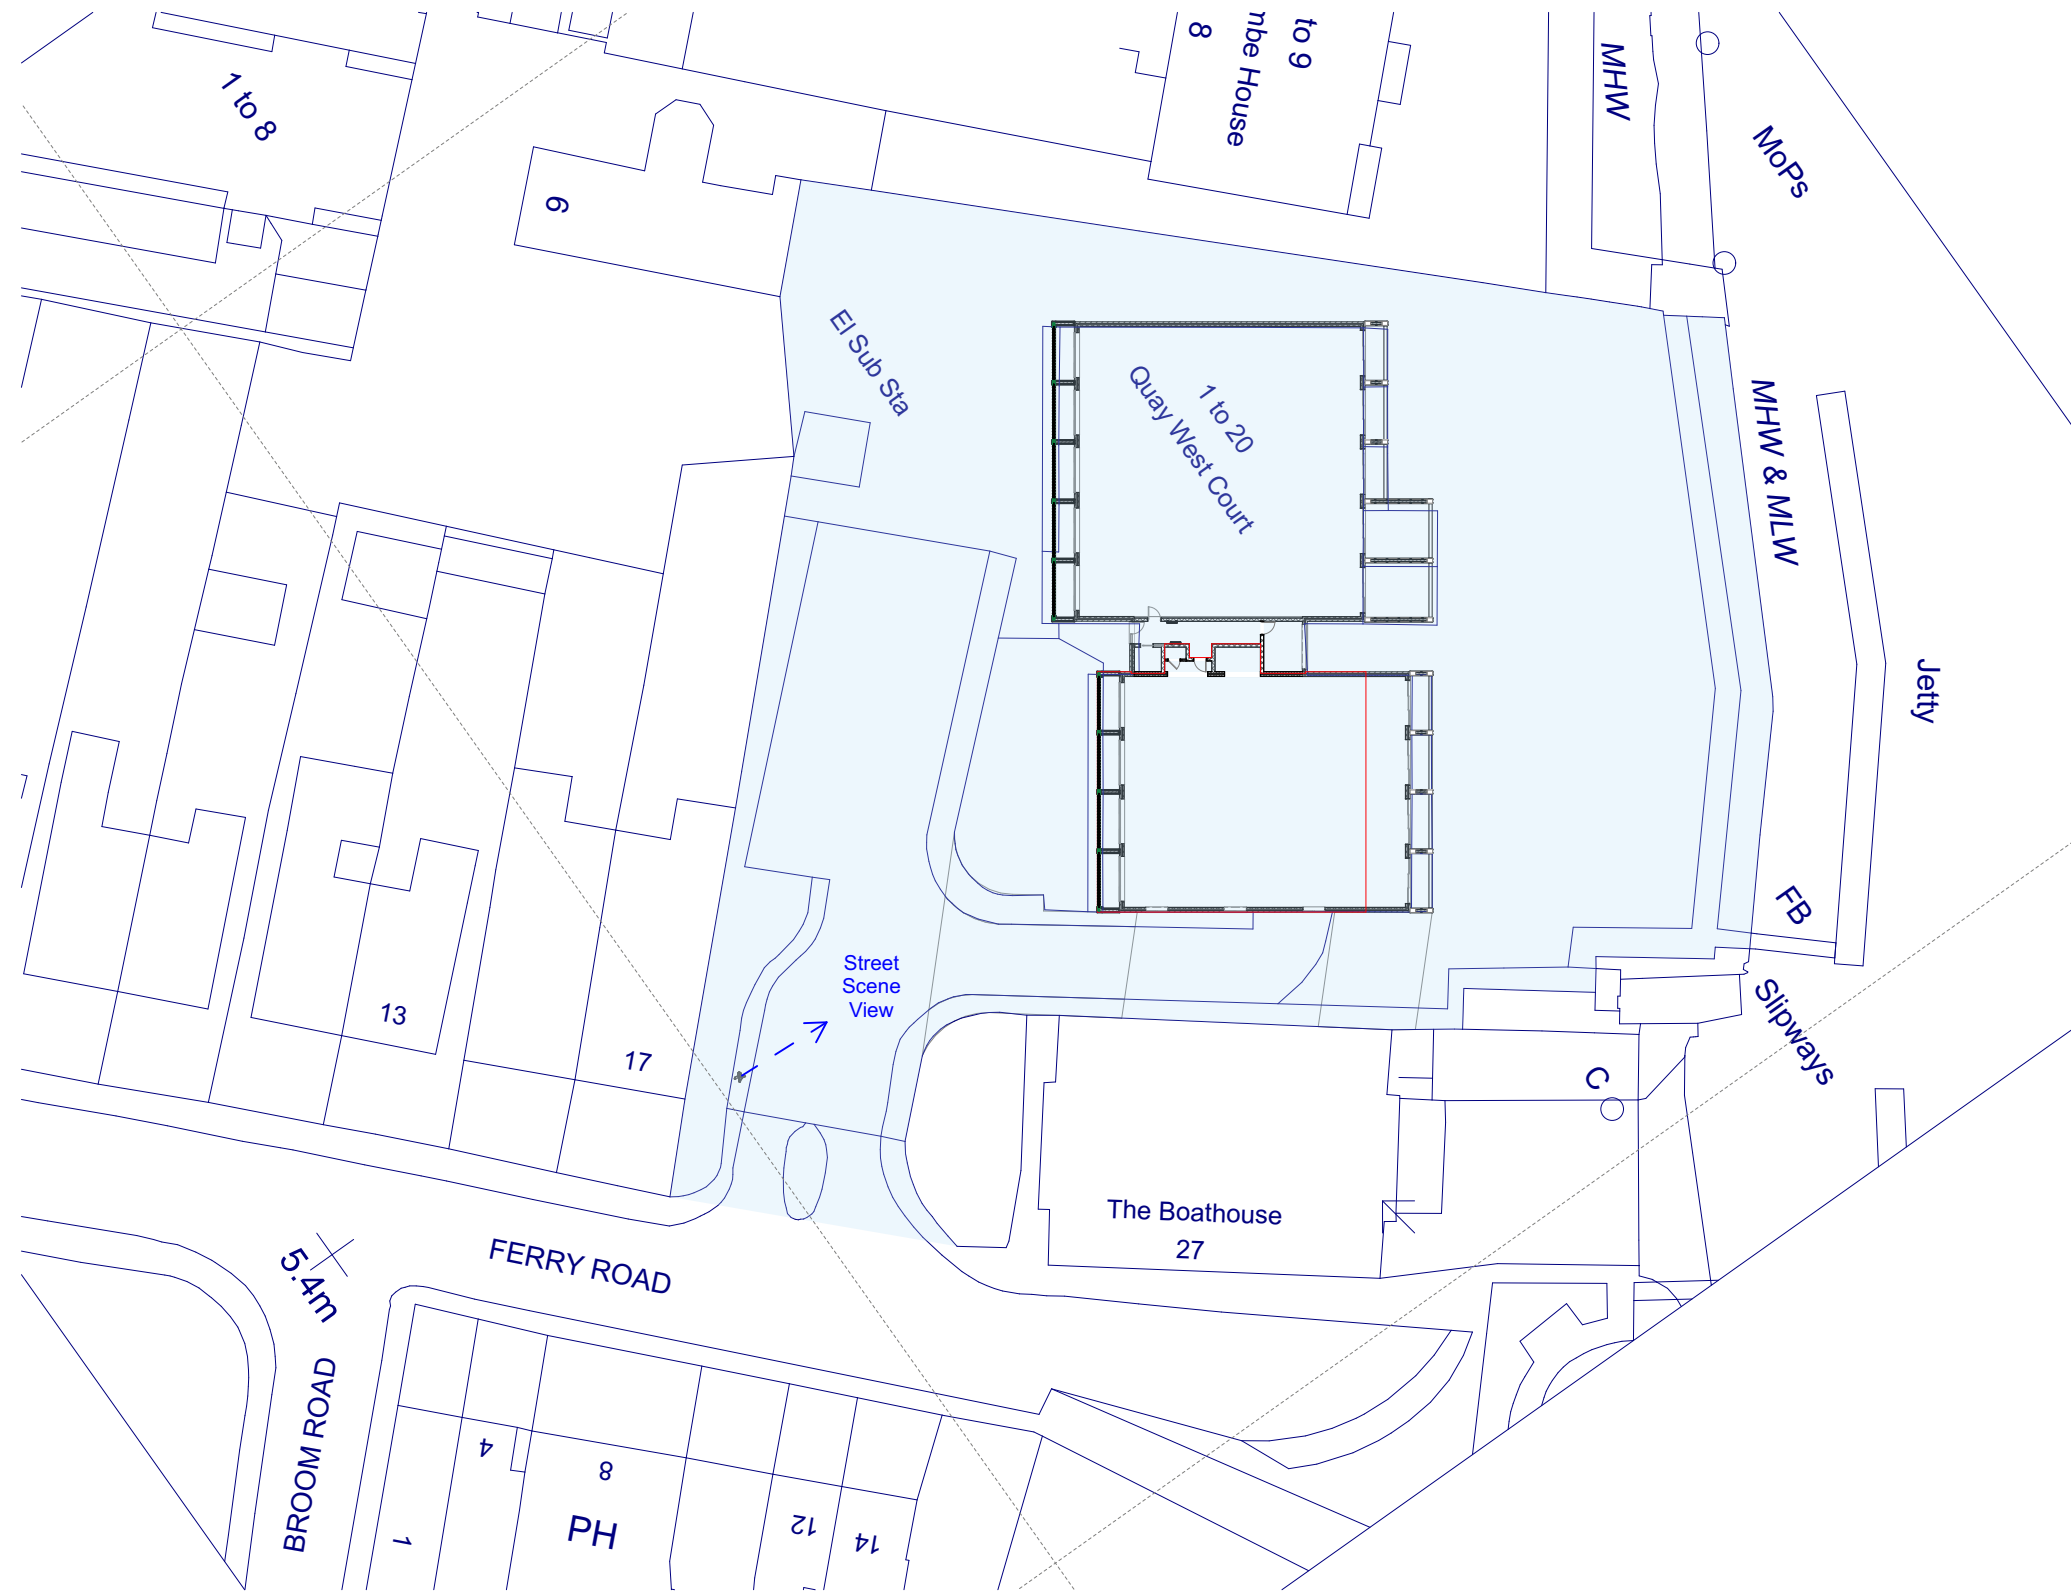 8
to 9
mbe House
MHW
MoPs
1 to 8
6
El Sub Sta
1 to 20
Quay West Court
MHW & MLW
Jetty
FB
Slipways
C
Street
Scene
View
13
17
The Boathouse
27
FERRY ROAD
5.4m
BROOM ROAD
1
4
8
PH
12
14